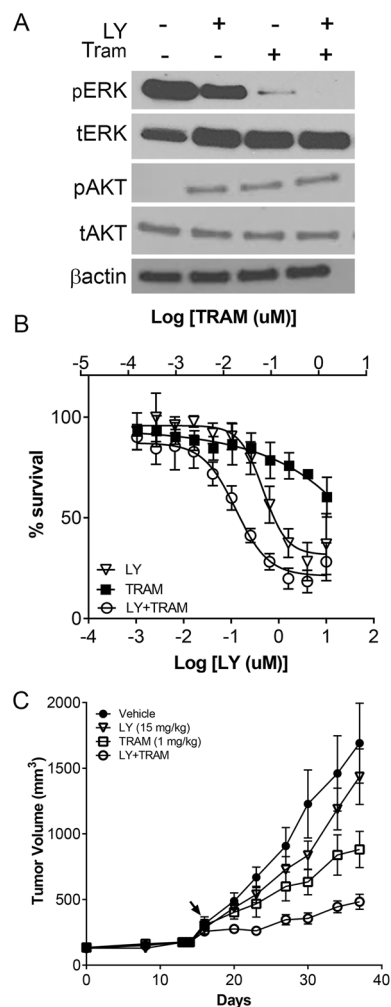 A
LY - + - +
Tram - - + +
pERK
tERK
pAKT
tAKT
βactin
B
Log [TRAM (uM)]
-5 -4 -3 -2 -1 0 1
% survival
100
50
0
LY
TRAM
LY+TRAM
-4 -3 -2 -1 0 1 2
Log [LY (uM)]
C
Tumor Volume (mm³)
2000
1500
1000
500
0
Vehicle
LY (15 mg/kg)
TRAM (1 mg/kg)
LY+TRAM
0 10 20 30 40
Days